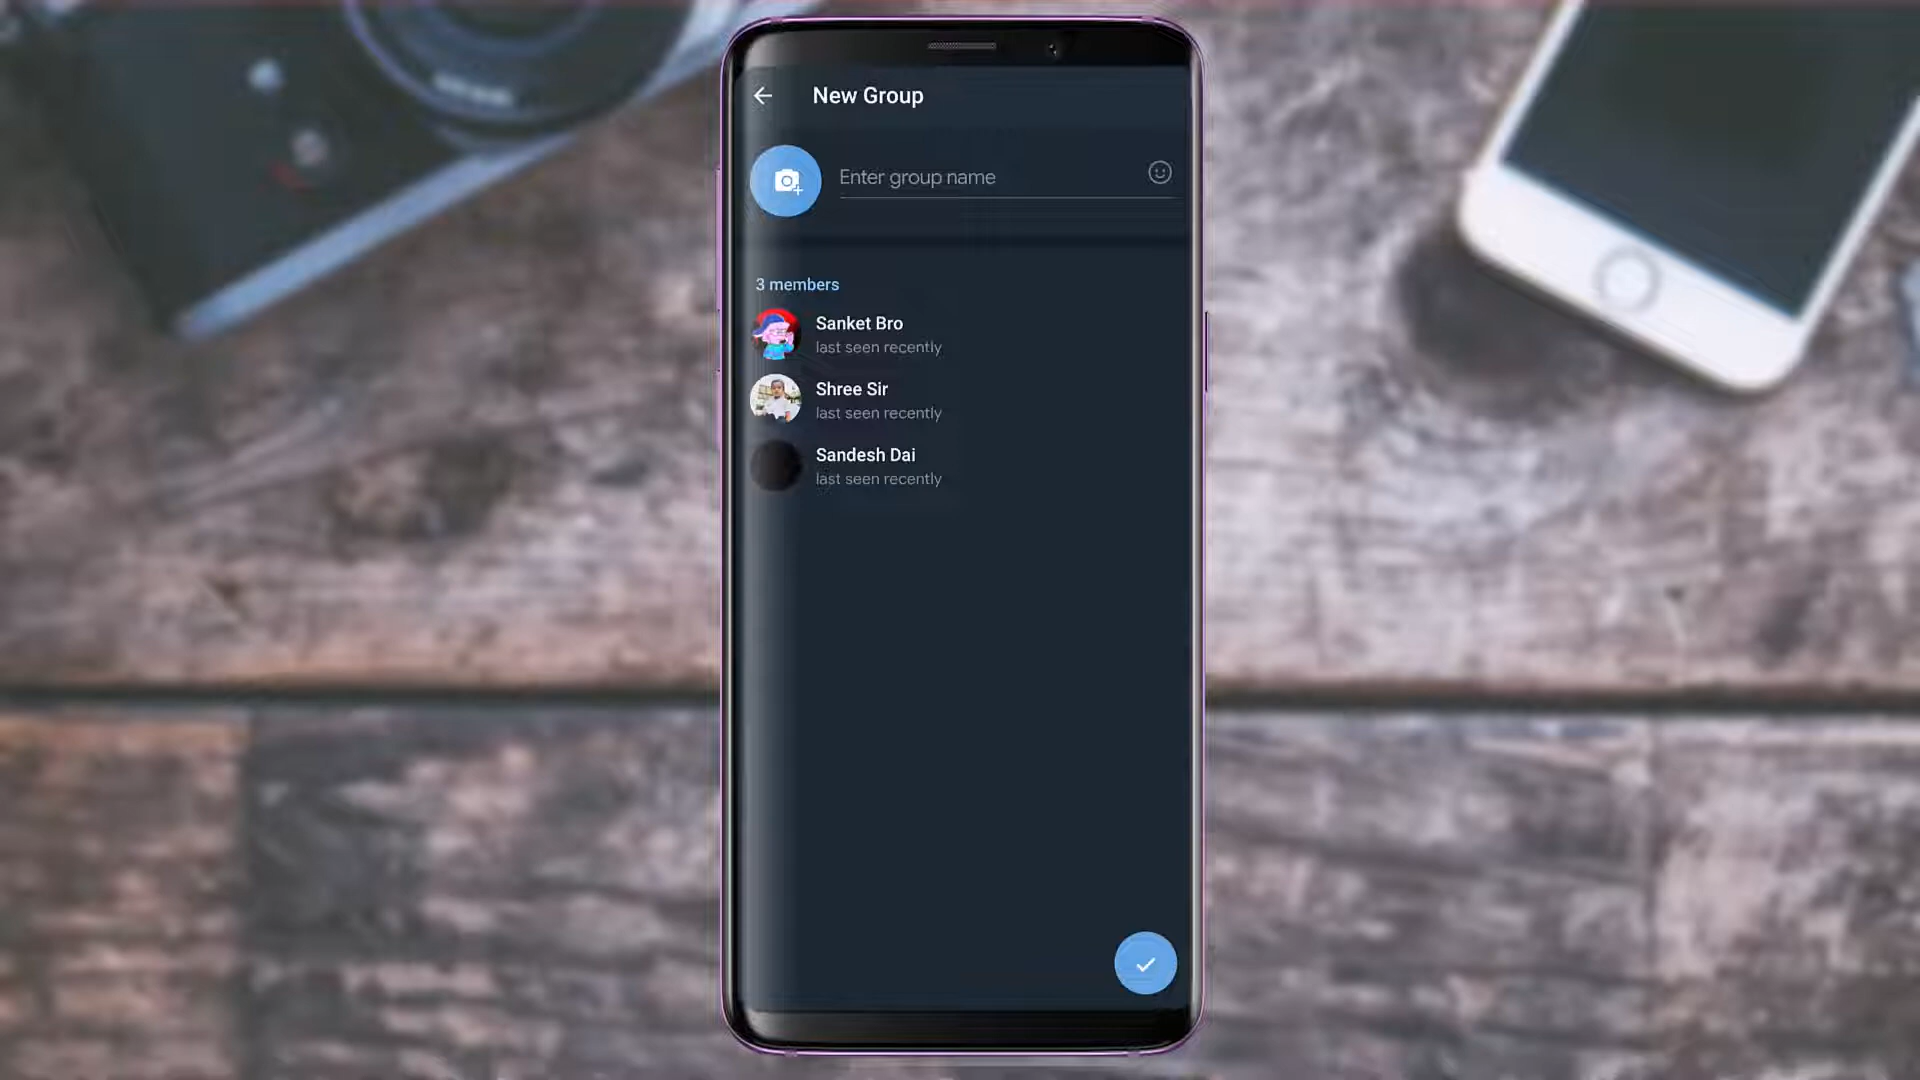 New Group
Enter group name
3 members
Sanket Bro
last seen recently
Shree Sir
last seen recently
Sandesh Dai
last seen recently